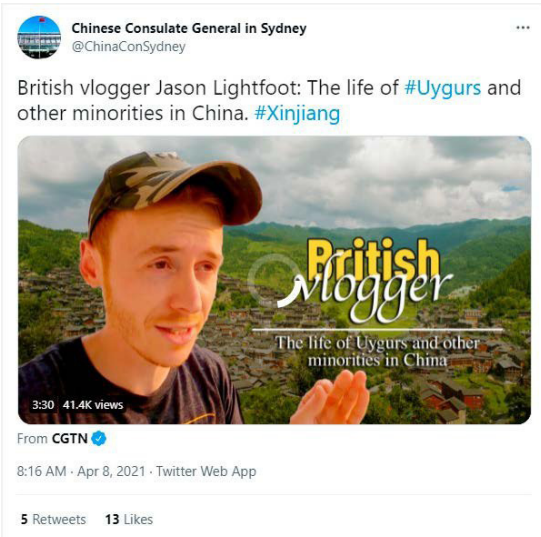 Chinese Consulate General in Sydney
@ChinaConSydney
British vlogger Jason Lightfoot: The life of #Uygurs and
other minorities in China. #Xinjiang
British
vlogger
The life of Uygurs and other
minorities in China
3:30 41.4K views
From CGTN
8:16 AM · Apr 8, 2021 · Twitter Web App
5 Retweets 13 Likes